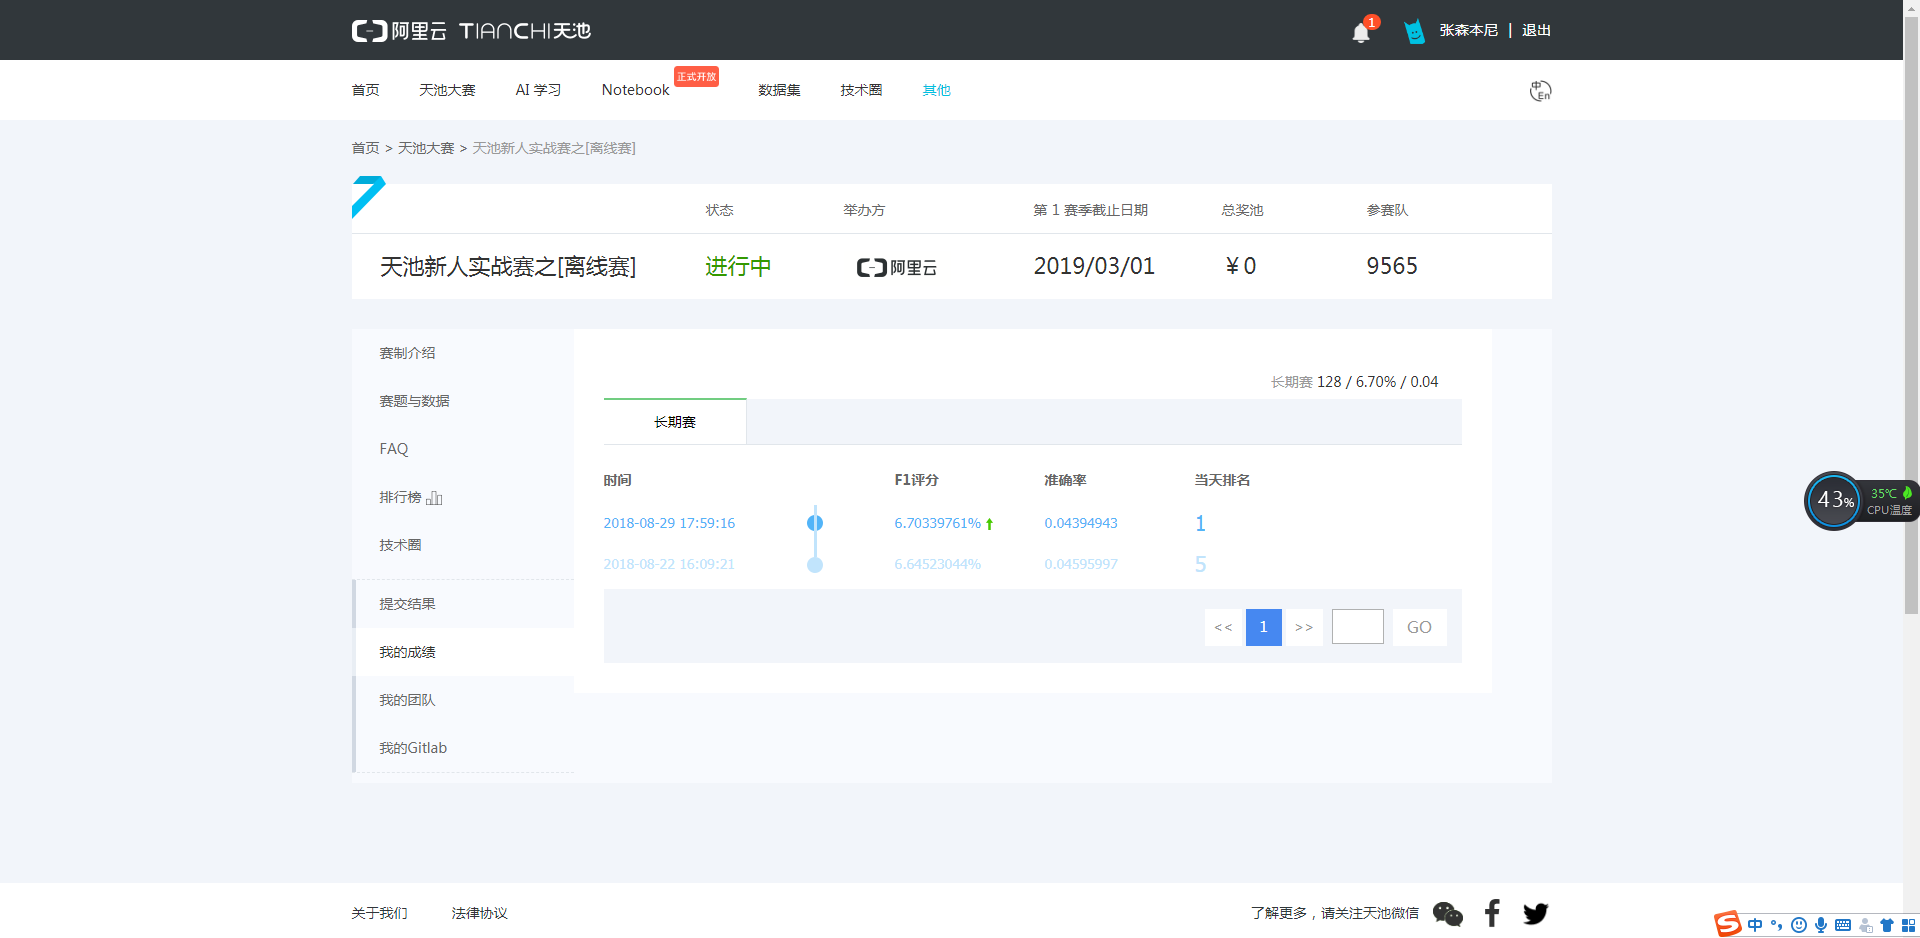 阿里云 TIANCHI天池
1
张森本尼 | 退出
首页 天池大赛 AI 学习 Notebook 正式开放 数据集 技术圈 其他
中 En
首页 > 天池大赛 > 天池新人实战赛之[离线赛]
状态 举办方 第 1 赛季截止日期 总奖池 参赛队
天池新人实战赛之[离线赛] 进行中 阿里云 2019/03/01 ¥0 9565
赛制介绍
赛题与数据
FAQ
排行榜
技术圈
提交结果
我的成绩
我的团队
我的Gitlab
长期赛 128 / 6.70% / 0.04
长期赛
时间 F1评分 准确率 当天排名
2018-08-29 17:59:16 6.70339761% 0.04394943 1
2018-08-22 16:09:21 6.64523044% 0.04595997 5
<< 1 >> GO
43% 35℃
CPU温度
关于我们 法律协议 了解更多，请关注天池微信
S 中